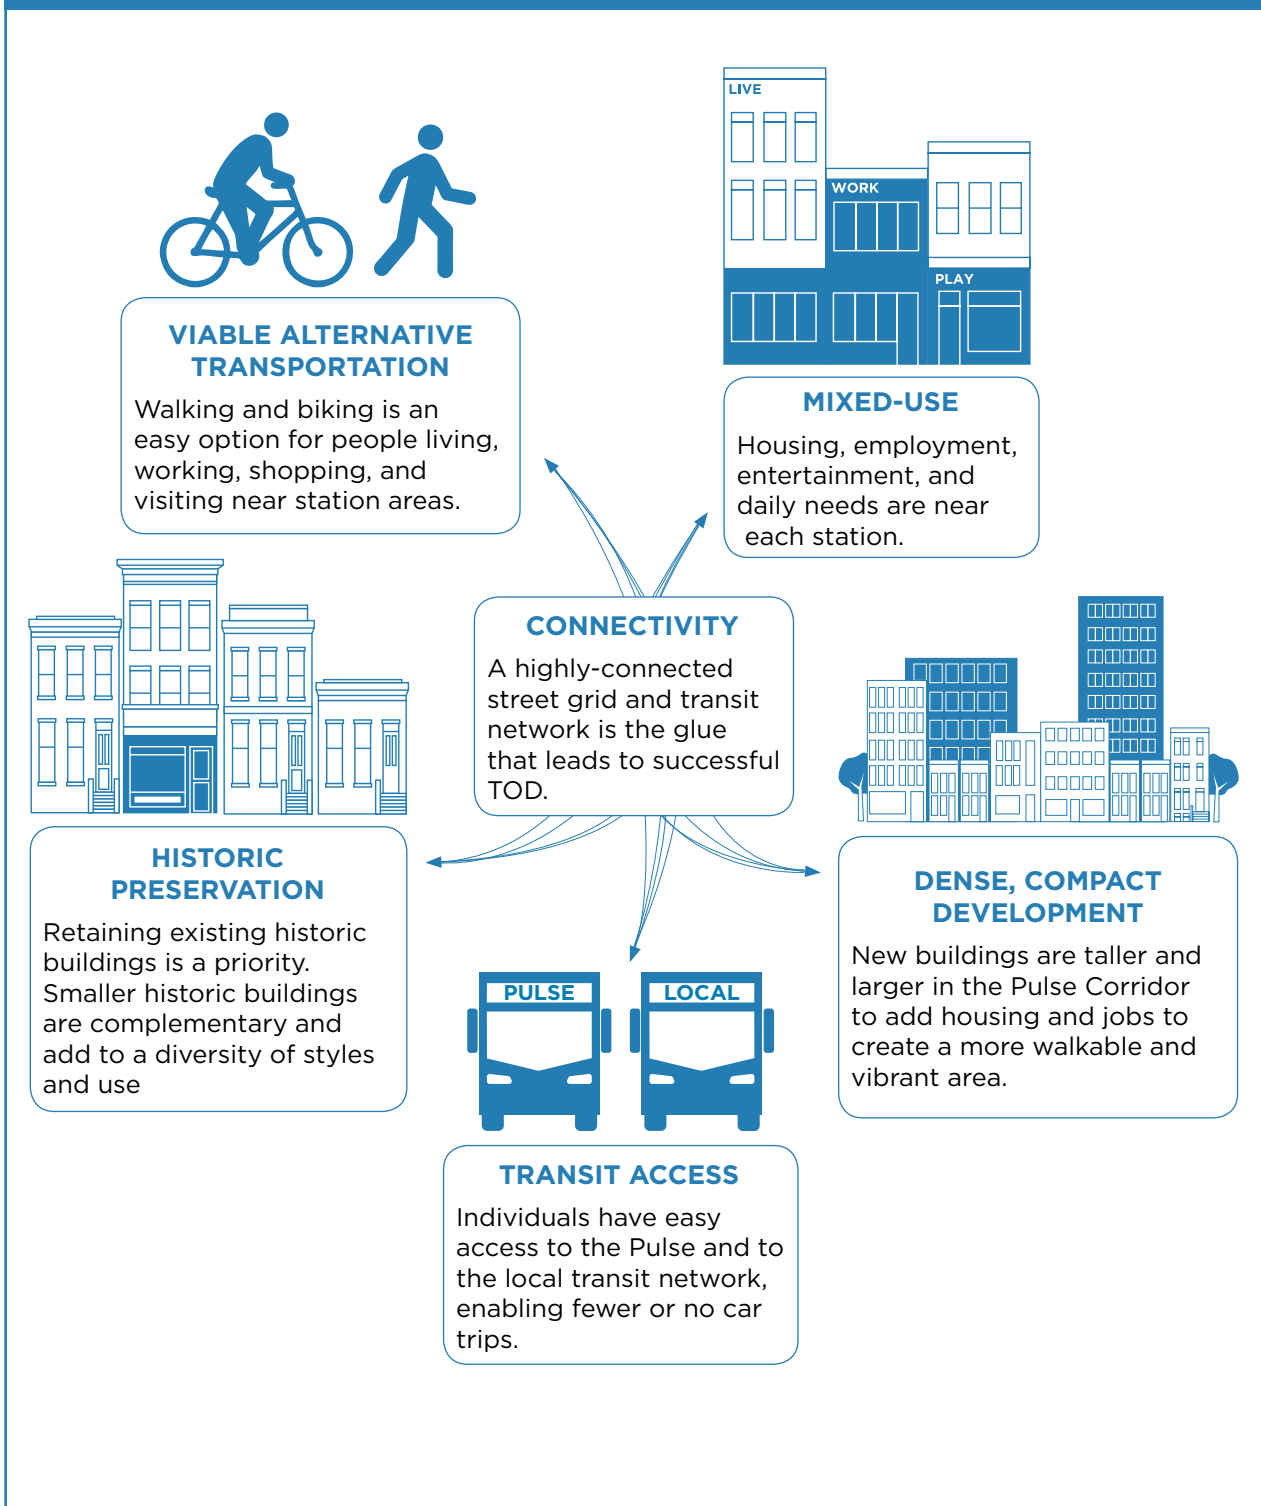 LIVE
WORK
PLAY
VIABLE ALTERNATIVE
TRANSPORTATION
Walking and biking is an
easy option for people living,
working, shopping, and
visiting near station areas.
MIXED-USE
Housing, employment,
entertainment, and
daily needs are near
each station.
CONNECTIVITY
A highly-connected
street grid and transit
network is the glue
that leads to successful
TOD.
HISTORIC
PRESERVATION
Retaining existing historic
buildings is a priority.
Smaller historic buildings
are complementary and
add to a diversity of styles
and use
DENSE, COMPACT
DEVELOPMENT
New buildings are taller and
larger in the Pulse Corridor
to add housing and jobs to
create a more walkable and
vibrant area.
PULSE
LOCAL
TRANSIT ACCESS
Individuals have easy
access to the Pulse and to
the local transit network,
enabling fewer or no car
trips.